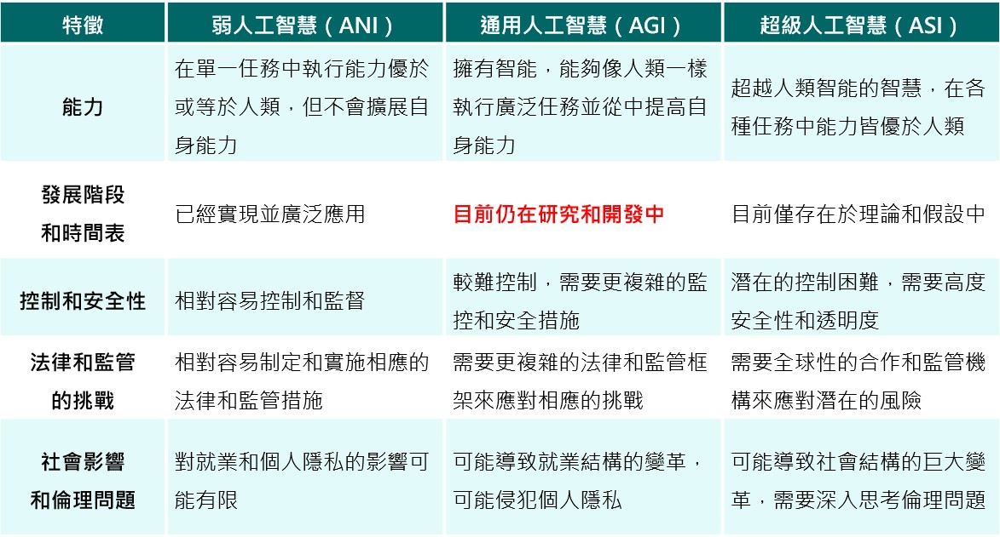 特徵
弱人工智慧（ANI）
通用人工智慧（AGI）
超級人工智慧（ASI）
能力
在單一任務中執行能力優於
或等於人類，但不會擴展自
身能力
擁有智能，能夠像人類一樣
執行廣泛任務並從中提高自
身能力
超越人類智能的智慧，在各
種任務中能力皆優於人類
發展階段
和時間表
已經實現並廣泛應用
目前仍在研究和開發中
目前僅存在於理論和假設中
控制和安全性
相對容易控制和監督
較難控制，需要更複雜的監
控和安全措施
潛在的控制困難，需要高度
安全性和透明度
法律和監管
的挑戰
相對容易制定和實施相應的
法律和監管措施
需要更複雜的法律和監管框
架來應對相應的挑戰
需要全球性的合作和監管機
構來應對潛在的風險
社會影響
和倫理問題
對就業和個人隱私的影響可
能有限
可能導致就業結構的變革，
可能侵犯個人隱私
可能導致社會結構的巨大變
革，需要深入思考倫理問題